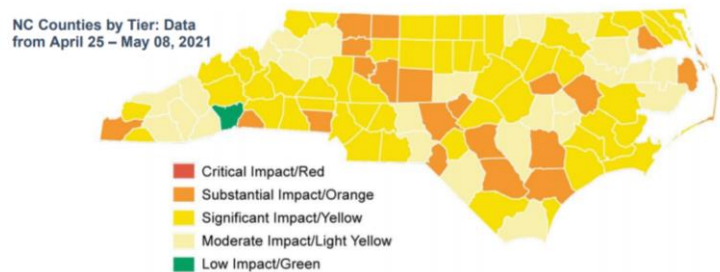 NC Counties by Tier: Data
from April 25 – May 08, 2021
Critical Impact/Red
Substantial Impact/Orange
Significant Impact/Yellow
Moderate Impact/Light Yellow
Low Impact/Green